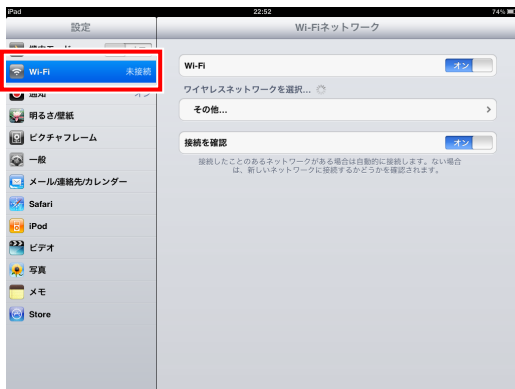 iPad
22:52
74%
設定
Wi-Fiネットワーク
Wi-Fi
未接続
通知
オン
明るさ/壁紙
ピクチャフレーム
一般
メール/連絡先/カレンダー
Safari
iPod
ビデオ
写真
メモ
Store
Wi-Fi
オン
ワイヤレスネットワークを選択...
その他...
接続を確認
オン
接続したことのあるネットワークがある場合は自動的に接続します。ない場合
は、新しいネットワークに接続するかどうかを確認されます。